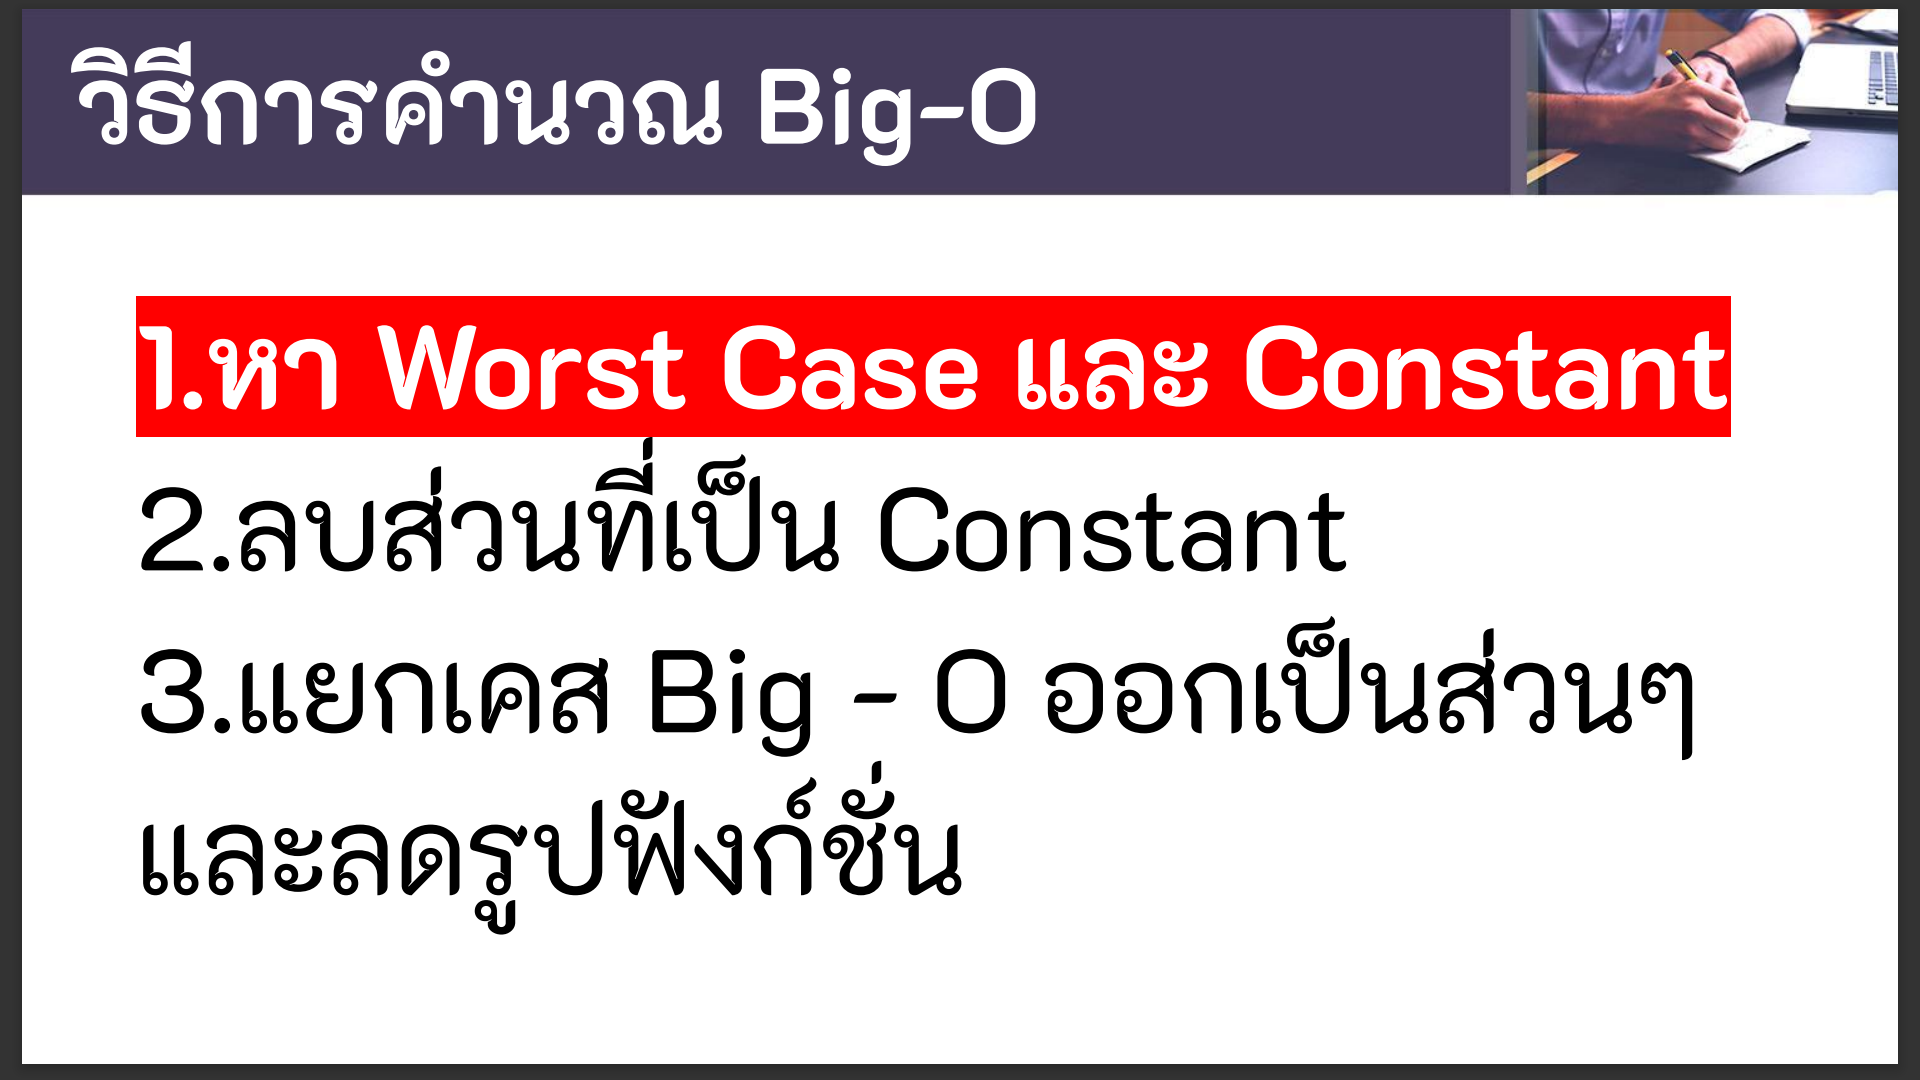 วิธีการคำนวณ Big-O
1.หา Worst Case และ Constant
2.ลบส่วนที่เป็น Constant
3.แยกเคส Big - O ออกเป็นส่วนๆ
และลดรูปฟังก์ชั่น